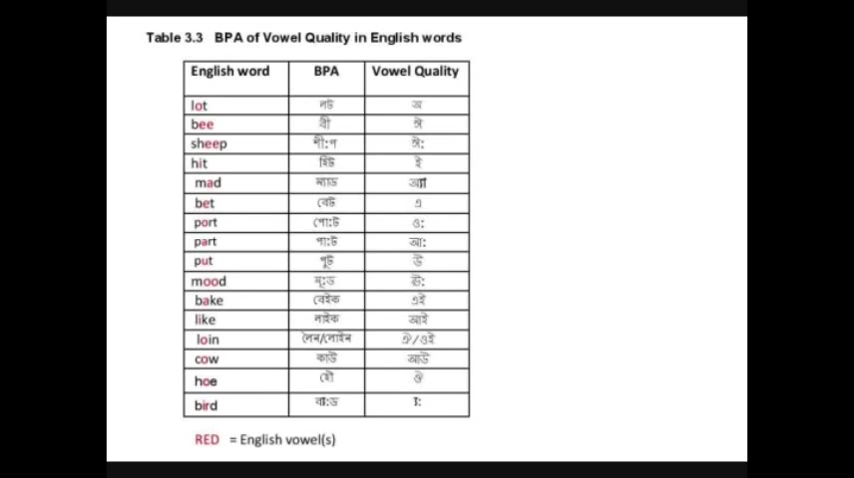 Table 3.3 BPA of Vowel Quality in English words
English word BPA Vowel Quality
lot লট অ
bee বী ঈ
sheep শী:প ঈ:
hit হিট ই
mad ম্যাড অ্যা
bet বেট এ
port পো:ট ও:
part পা:ট আ:
put পুট উ
mood মূ:ড ঊ:
bake বেইক এই
like লাইক আই
loin লৈন/লোইন ঐ/ওই
cow কাউ আউ
hoe হৌ
bird
RED = English vowel(s)